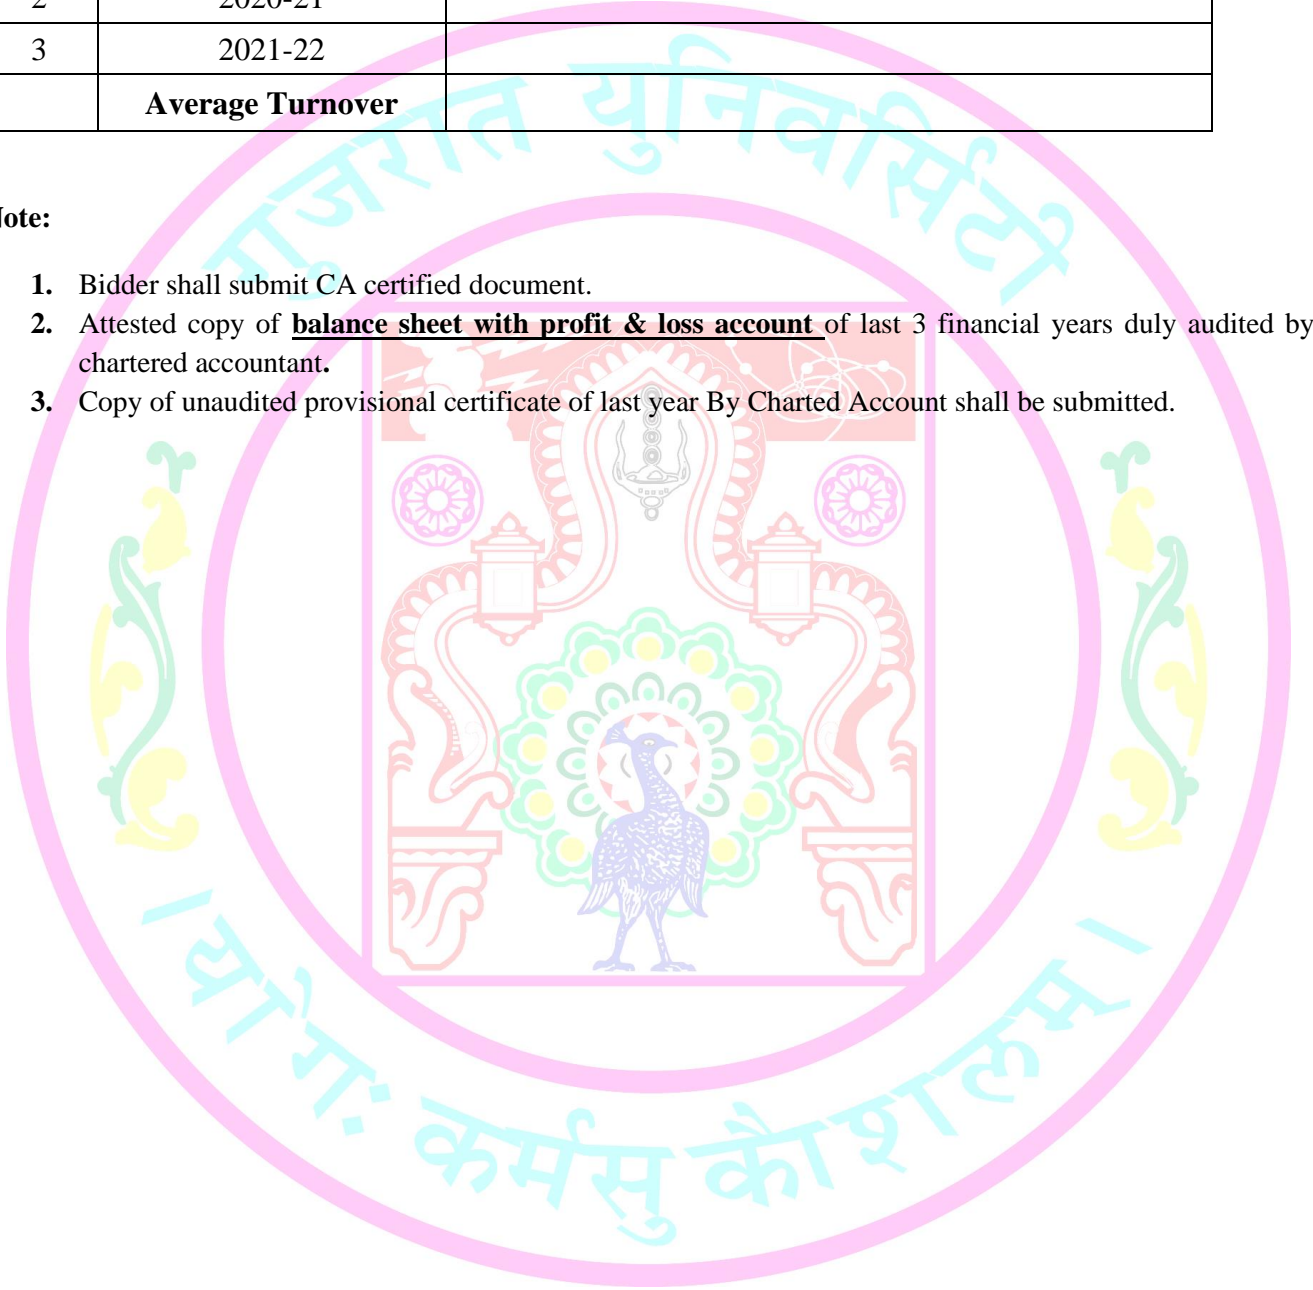 2 2020-21
3 2021-22
Average Turnover
Note:
1. Bidder shall submit CA certified document.
2. Attested copy of balance sheet with profit & loss account of last 3 financial years duly audited by
chartered accountant.
3. Copy of unaudited provisional certificate of last year By Charted Account shall be submitted.
गुजरात युनिवर्सिटी
। योगः कर्मसु कौशलम् ।